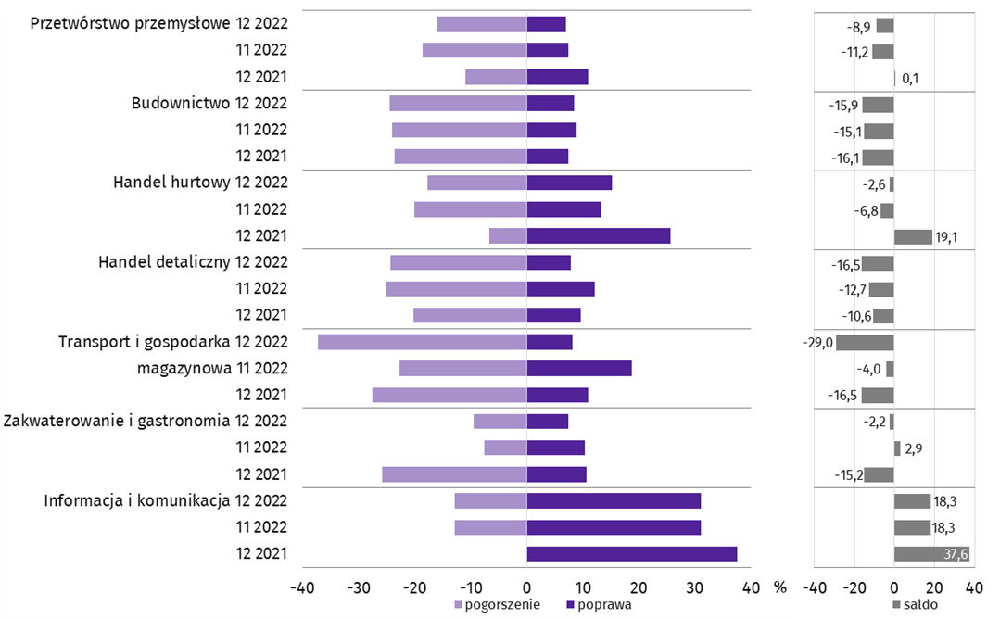 Przetwórstwo przemysłowe 12 2022 -8,9
11 2022 -11,2
12 2021 0,1
Budownictwo 12 2022 -15,9
11 2022 -15,1
12 2021 -16,1
Handel hurtowy 12 2022 -2,6
11 2022 -6,8
12 2021 19,1
Handel detaliczny 12 2022 -16,5
11 2022 -12,7
12 2021 -10,6
Transport i gospodarka 12 2022 -29,0
magazynowa 11 2022 -4,0
12 2021 -16,5
Zakwaterowanie i gastronomia 12 2022 -2,2
11 2022 2,9
12 2021 -15,2
Informacja i komunikacja 12 2022 18,3
11 2022 18,3
12 2021 37,6
-40 -30 -20 -10 0 10 20 30 40 % -40 -20 0 20 40
pogorszenie poprawa saldo